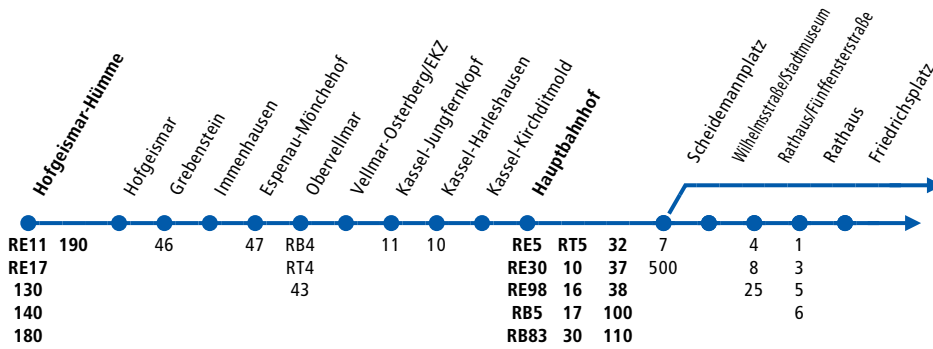 Hofgeismar-Hümme
Hofgeismar
Grebenstein
Immenhausen
Espenau-Mönchehof
Obervellmar
Vellmar-Osterberg/EKZ
Kassel-Jungfernkopf
Kassel-Harleshausen
Kassel-Kirchditmold
Hauptbahnhof
Scheidemannplatz
Wilhelmsstraße/Stadtmuseum
Rathaus/Fünffensterstraße
Rathaus
Friedrichsplatz
RE11 190 46 47 RB4 11 10 RE5 RT5 32 7 4 1
RE17 RT4 RE30 10 37 500 8 3
130 43 RE98 16 38 25 5
140 RB5 17 100 6
180 RB83 30 110